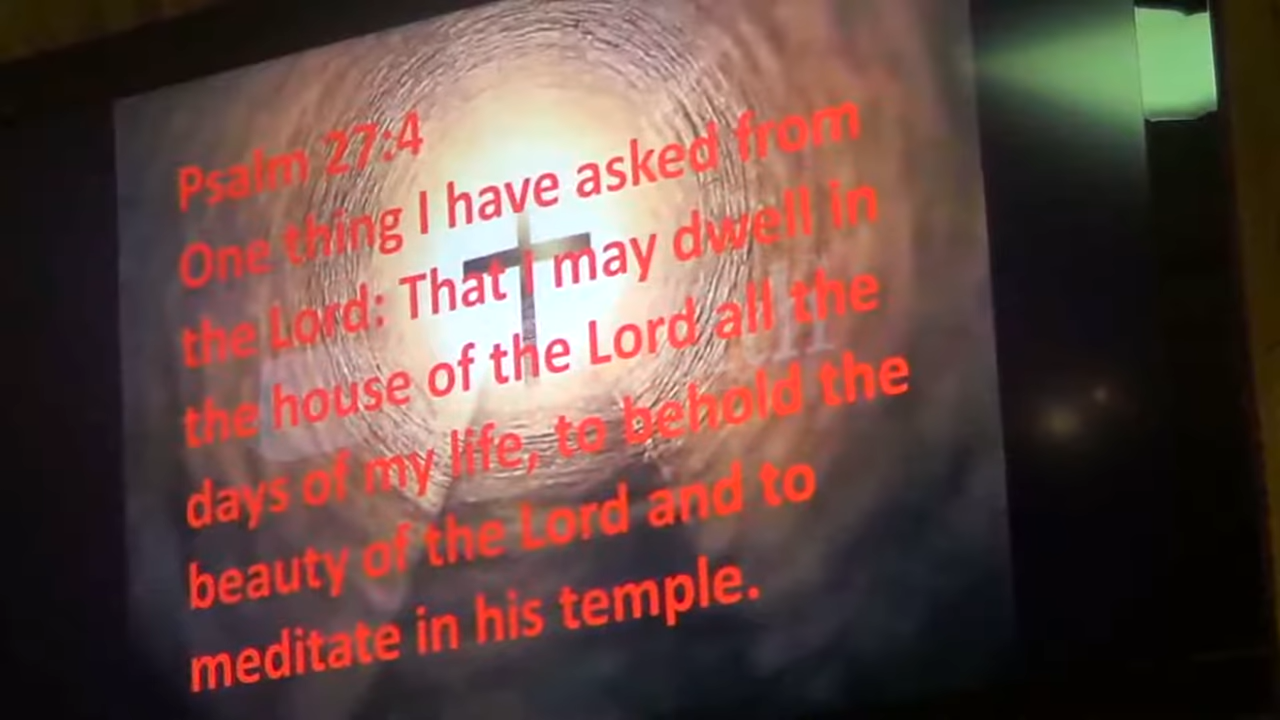 Psalm 27:4
One thing I have asked from
the Lord: That I may dwell in
the house of the Lord all the
days of my life, to behold the
beauty of the Lord and to
meditate in his temple.